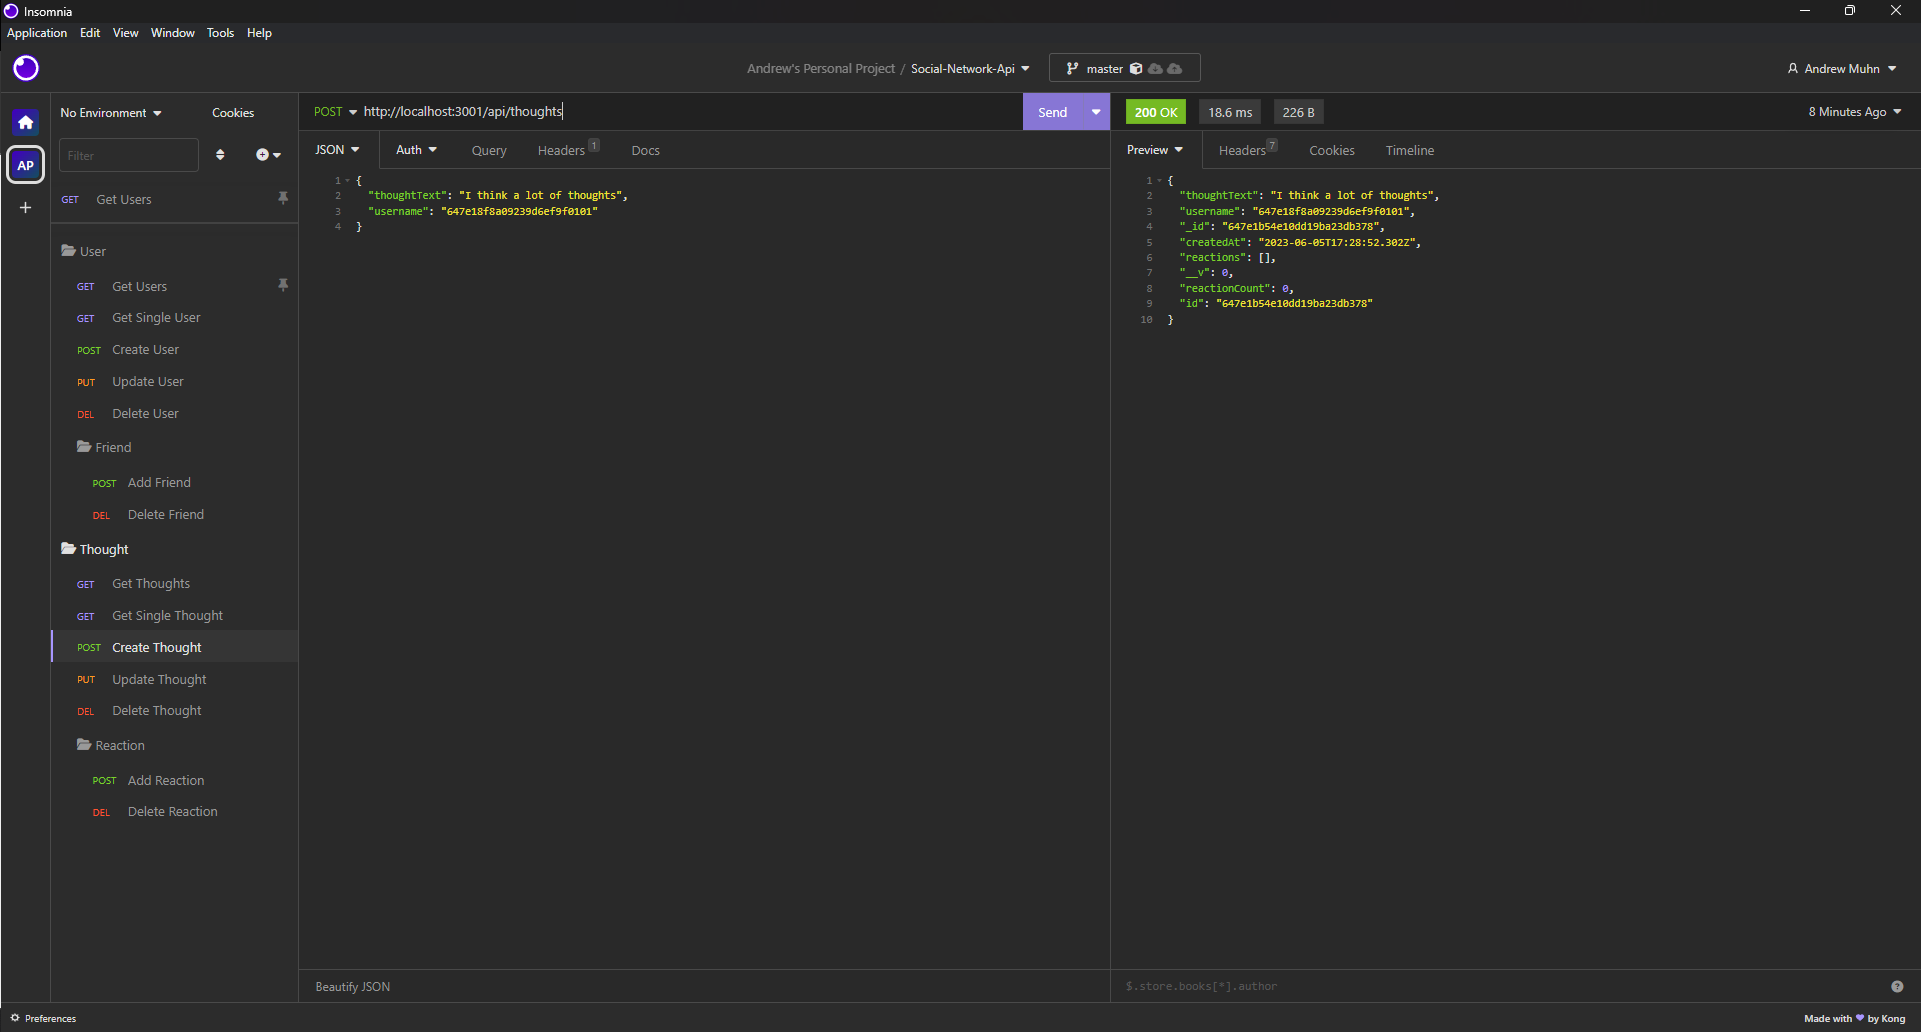 Insomnia
Application Edit View Window Tools Help
Andrew's Personal Project / Social-Network-Api master
Andrew Muhn
No Environment Cookies
AP
Filter
GET Get Users
User
GET Get Users
GET Get Single User
POST Create User
PUT Update User
DEL Delete User
Friend
POST Add Friend
DEL Delete Friend
Thought
GET Get Thoughts
GET Get Single Thought
POST Create Thought
PUT Update Thought
DEL Delete Thought
Reaction
POST Add Reaction
DEL Delete Reaction
POST http://localhost:3001/api/thoughts Send
JSON Auth Query Headers 1 Docs
1 {
2 "thoughtText": "I think a lot of thoughts",
3 "username": "647e18f8a09239d6ef9f0101"
4 }
Beautify JSON
200 OK 18.6 ms 226 B 8 Minutes Ago
Preview Headers 7 Cookies Timeline
1 {
2 "thoughtText": "I think a lot of thoughts",
3 "username": "647e18f8a09239d6ef9f0101",
4 "_id": "647e1b54e10dd19ba23db378",
5 "createdAt": "2023-06-05T17:28:52.302Z",
6 "reactions": [],
7 "__v": 0,
8 "reactionCount": 0,
9 "id": "647e1b54e10dd19ba23db378"
10 }
$.store.books[*].author
Preferences
Made with ♥ by Kong